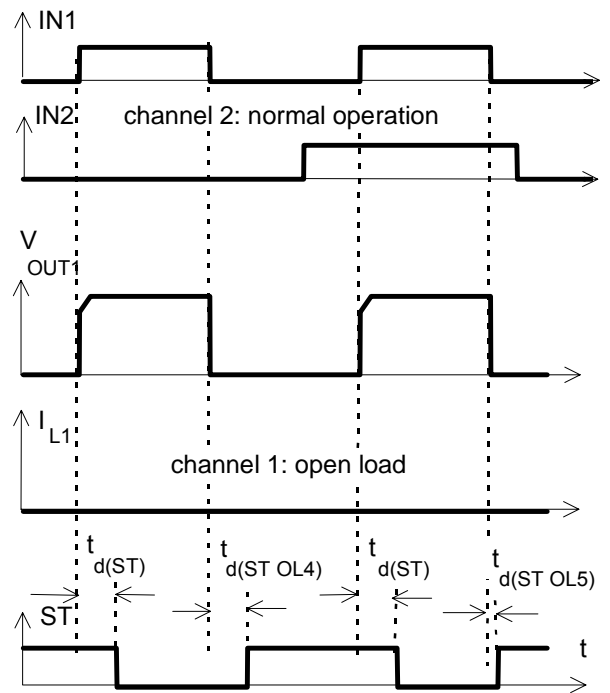 IN1
IN2 channel 2: normal operation
V
OUT1
I L1
channel 1: open load
t d(ST) t d(ST OL4) t d(ST) t d(ST OL5)
ST
t